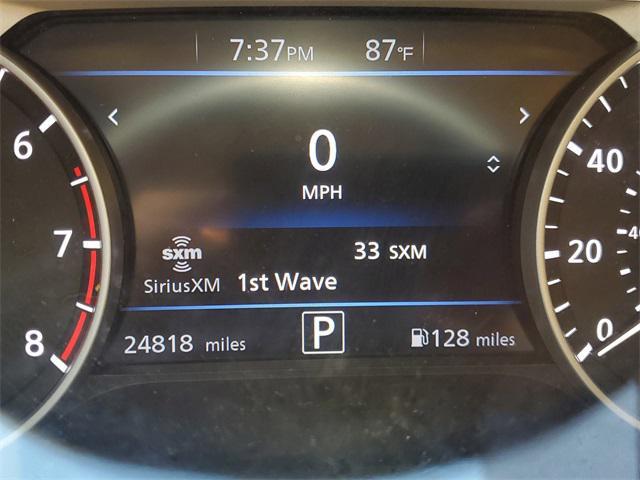 7:37PM 87°F
0
MPH
6
7
8
33 SXM
sxm
SiriusXM 1st Wave
24818 miles
P
128 miles
40
40
20
0